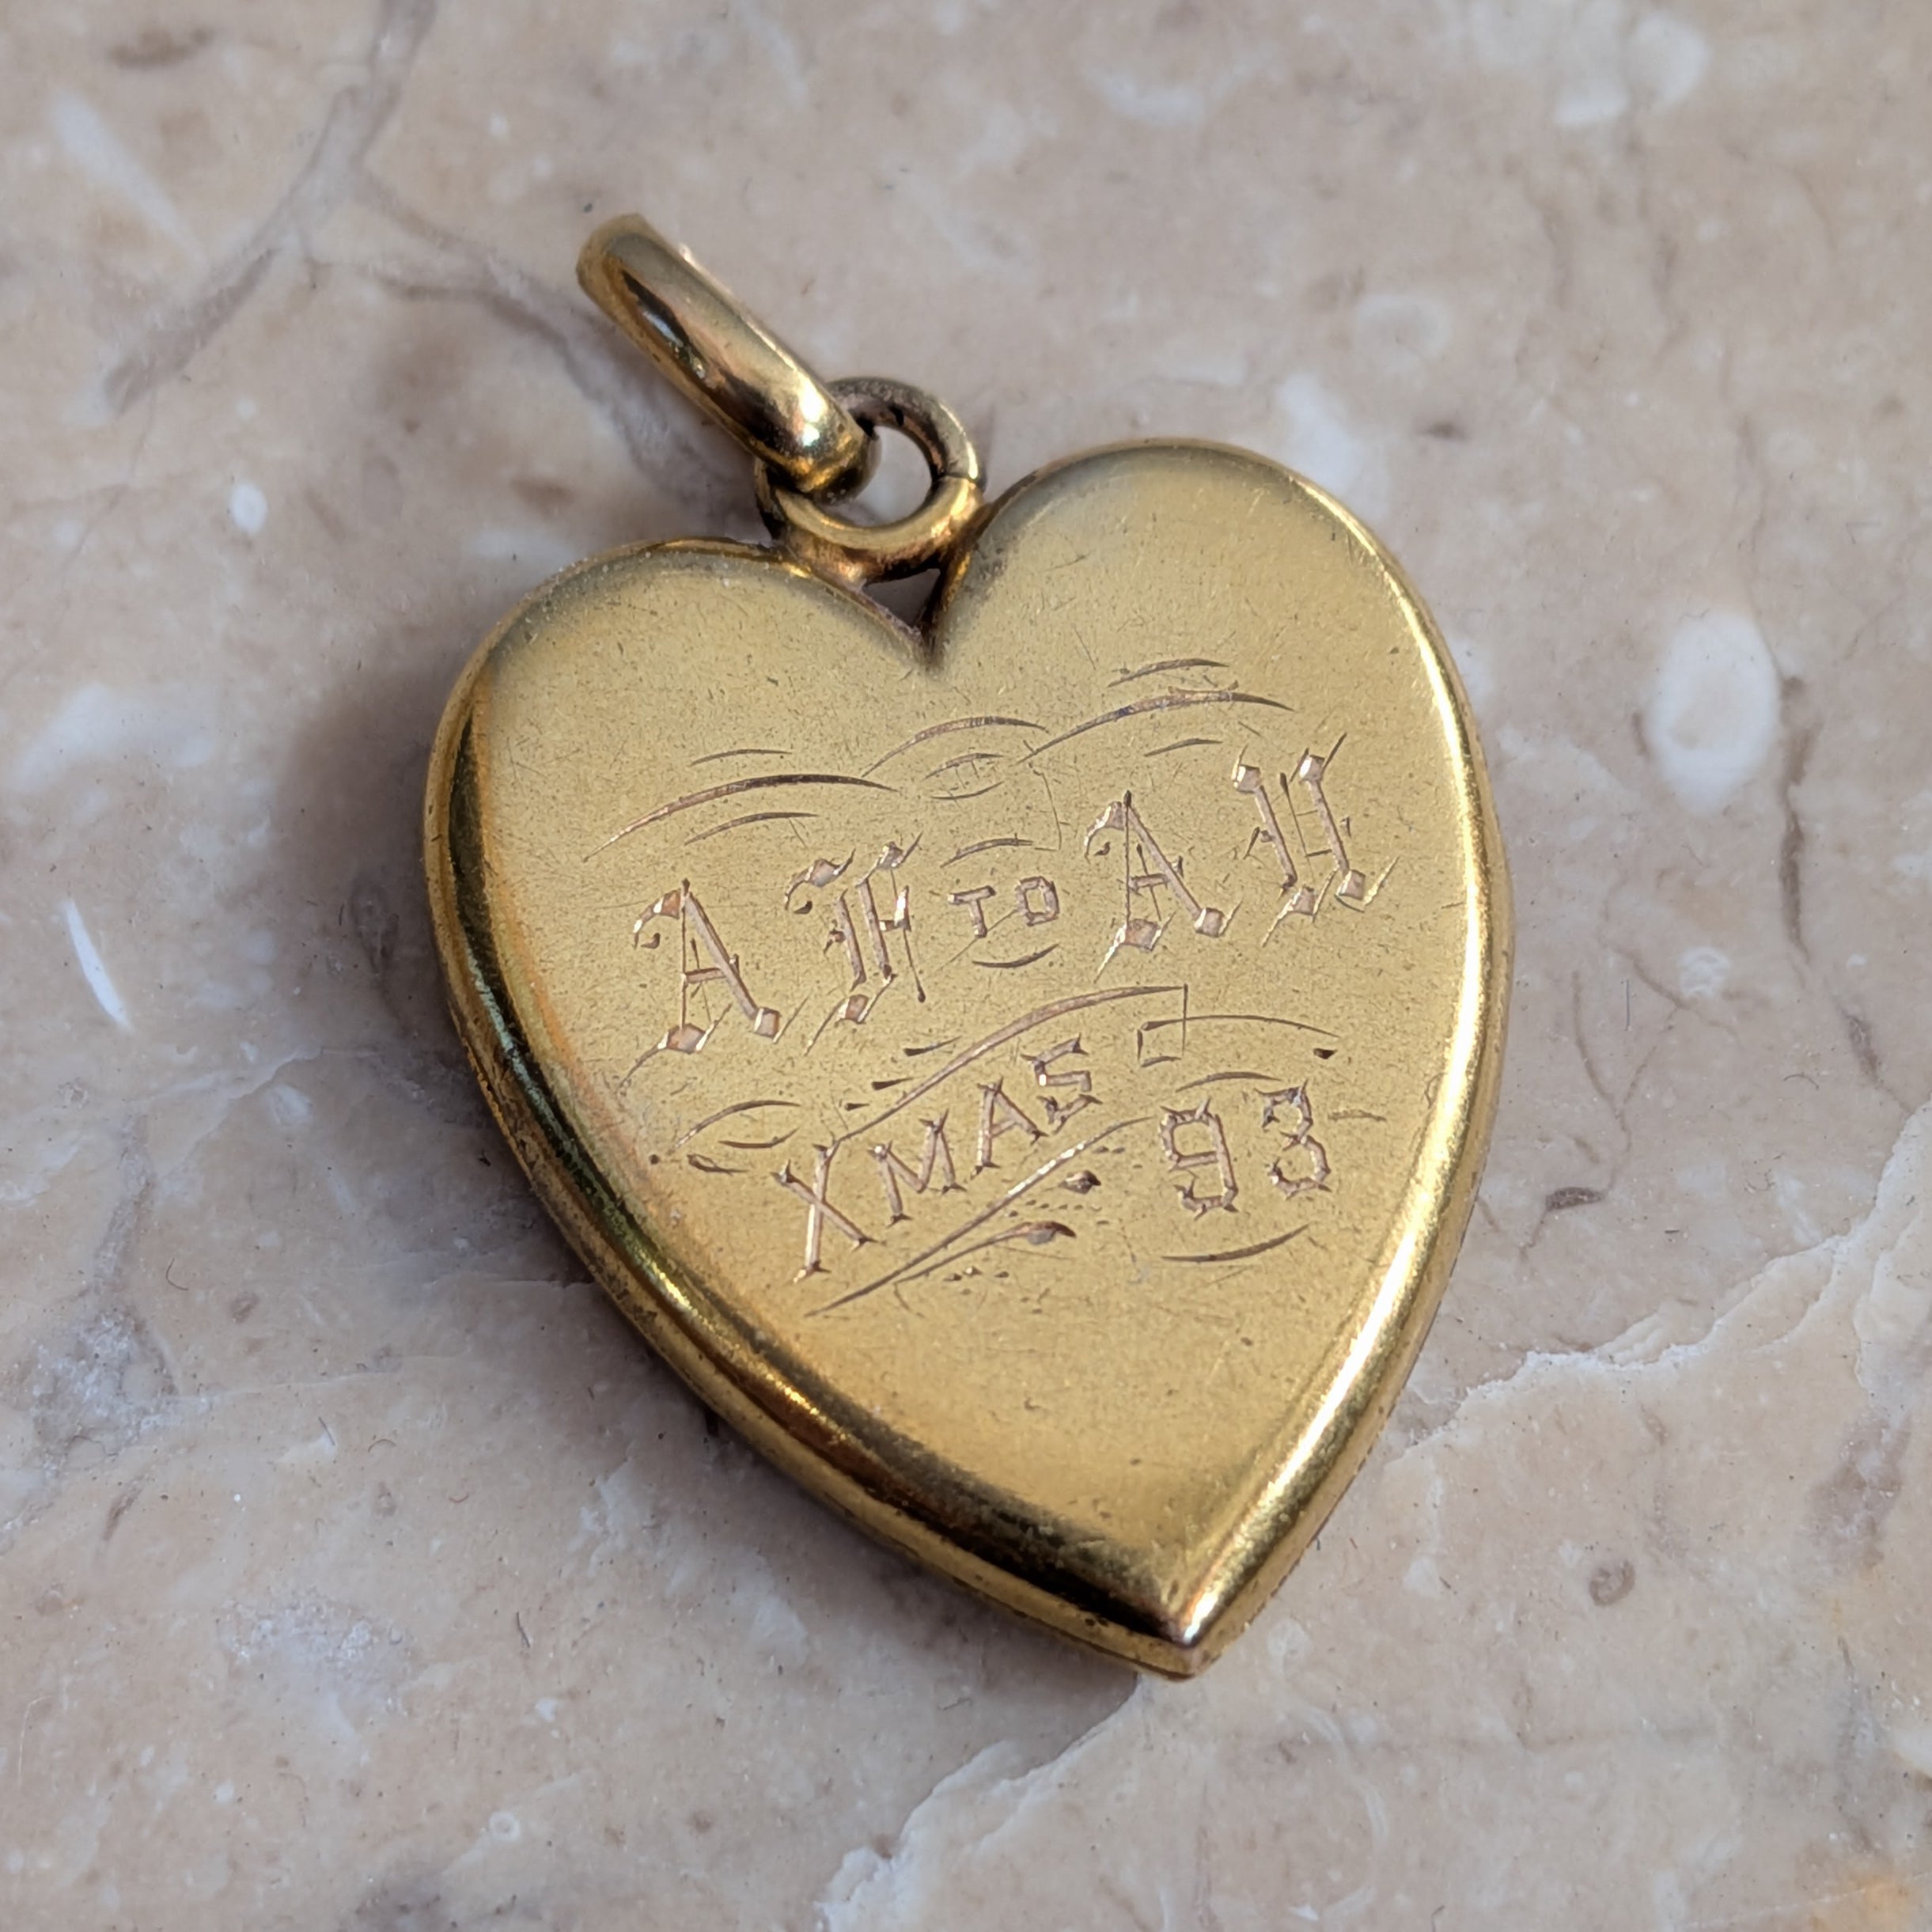 A H TO A H
XMAS 93